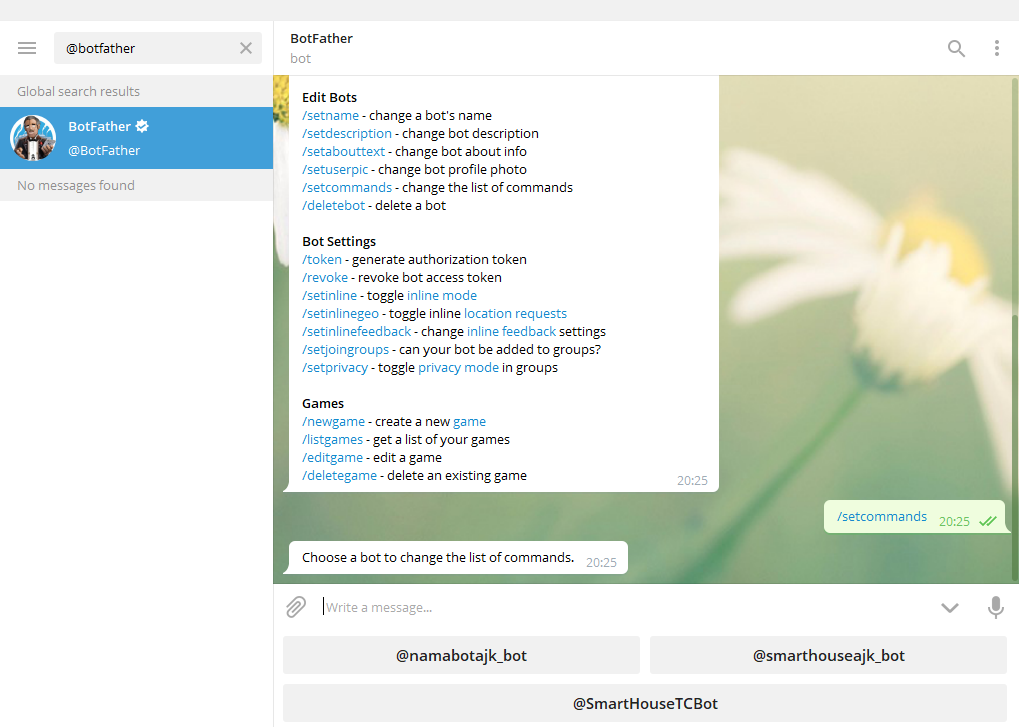 @botfather
Global search results
BotFather
@BotFather
No messages found
BotFather
bot
Edit Bots
/setname - change a bot's name
/setdescription - change bot description
/setabouttext - change bot about info
/setuserpic - change bot profile photo
/setcommands - change the list of commands
/deletebot - delete a bot
Bot Settings
/token - generate authorization token
/revoke - revoke bot access token
/setinline - toggle inline mode
/setinlinegeo - toggle inline location requests
/setinlinefeedback - change inline feedback settings
/setjoingroups - can your bot be added to groups?
/setprivacy - toggle privacy mode in groups
Games
/newgame - create a new game
/listgames - get a list of your games
/editgame - edit a game
/deletegame - delete an existing game
20:25
/setcommands 20:25
Choose a bot to change the list of commands. 20:25
Write a message...
@namabotajk_bot
@smarthouseajk_bot
@SmartHouseTCBot